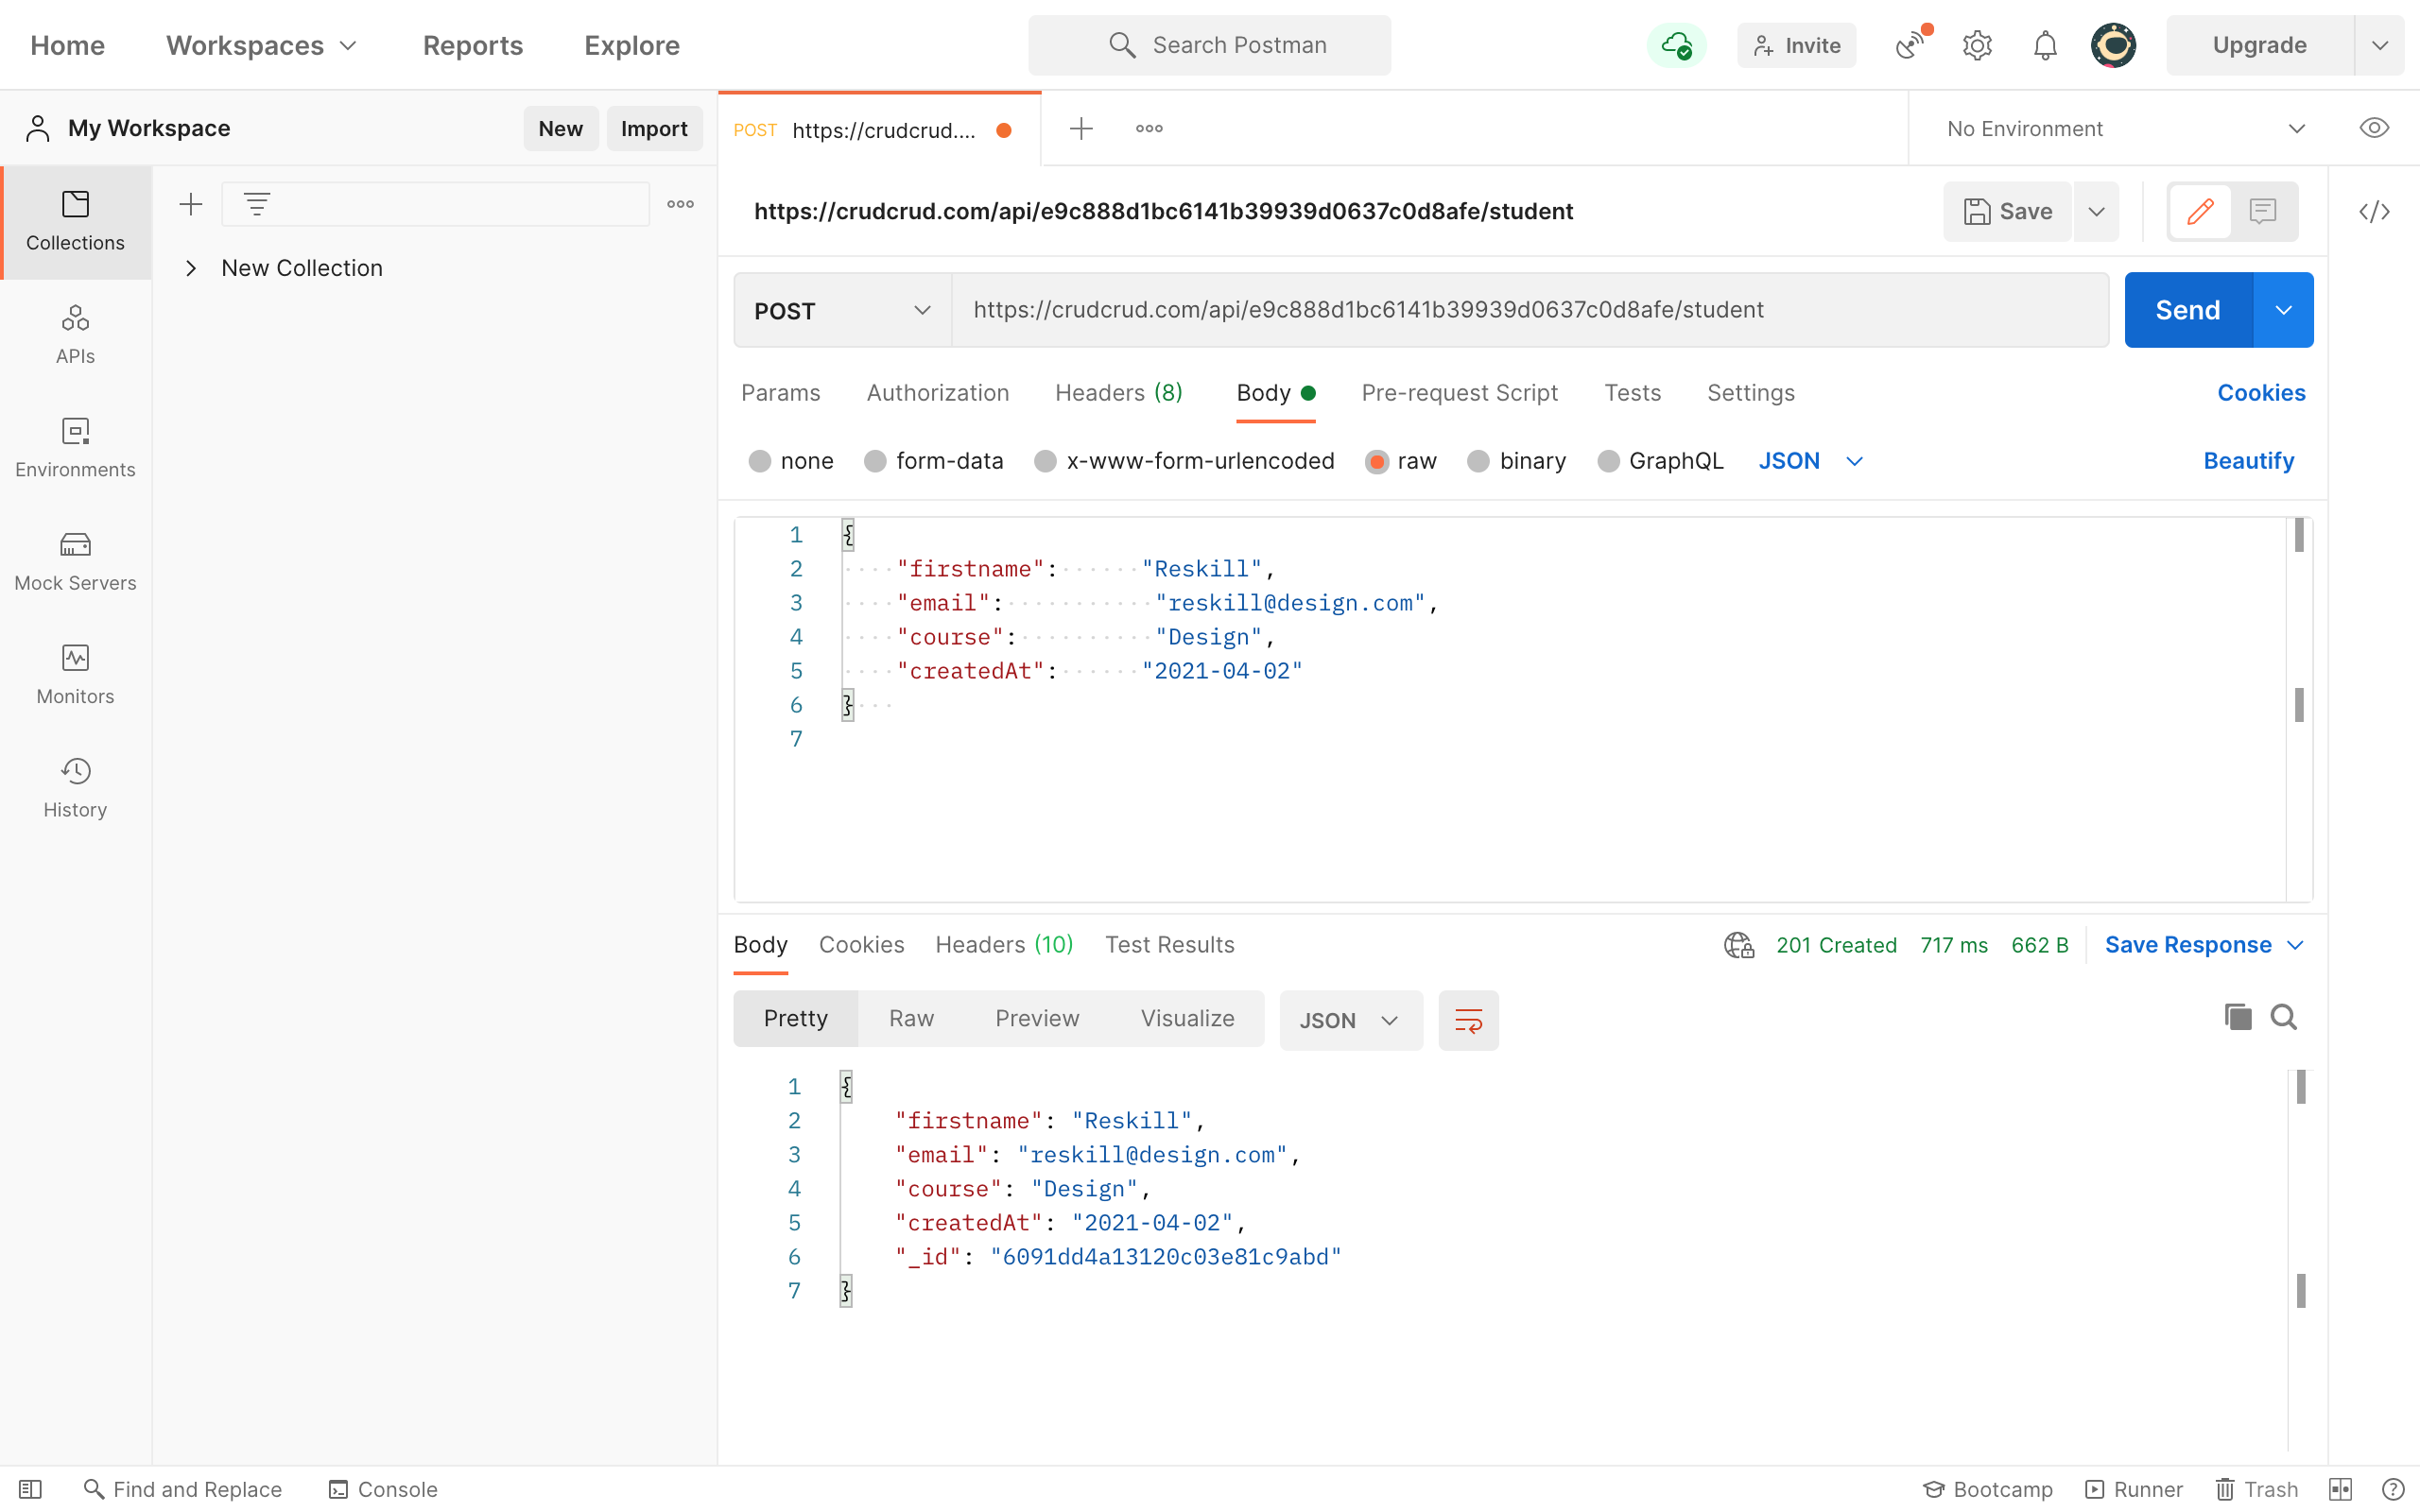 Home Workspaces Reports Explore Search Postman Invite Upgrade
My Workspace New Import
POST https://crudcrud.... No Environment
Collections
APIs
Environments
Mock Servers
Monitors
History
New Collection
https://crudcrud.com/api/e9c888d1bc6141b39939d0637c0d8afe/student Save
POST https://crudcrud.com/api/e9c888d1bc6141b39939d0637c0d8afe/student Send
Params Authorization Headers (8) Body Pre-request Script Tests Settings Cookies
none form-data x-www-form-urlencoded raw binary GraphQL JSON Beautify
1 {
2 "firstname": "Reskill",
3 "email": "reskill@design.com",
4 "course": "Design",
5 "createdAt": "2021-04-02"
6 }
7
Body Cookies Headers (10) Test Results 201 Created 717 ms 662 B Save Response
Pretty Raw Preview Visualize JSON
1 {
2 "firstname": "Reskill",
3 "email": "reskill@design.com",
4 "course": "Design",
5 "createdAt": "2021-04-02",
6 "_id": "6091dd4a13120c03e81c9abd"
7 }
Find and Replace Console Bootcamp Runner Trash